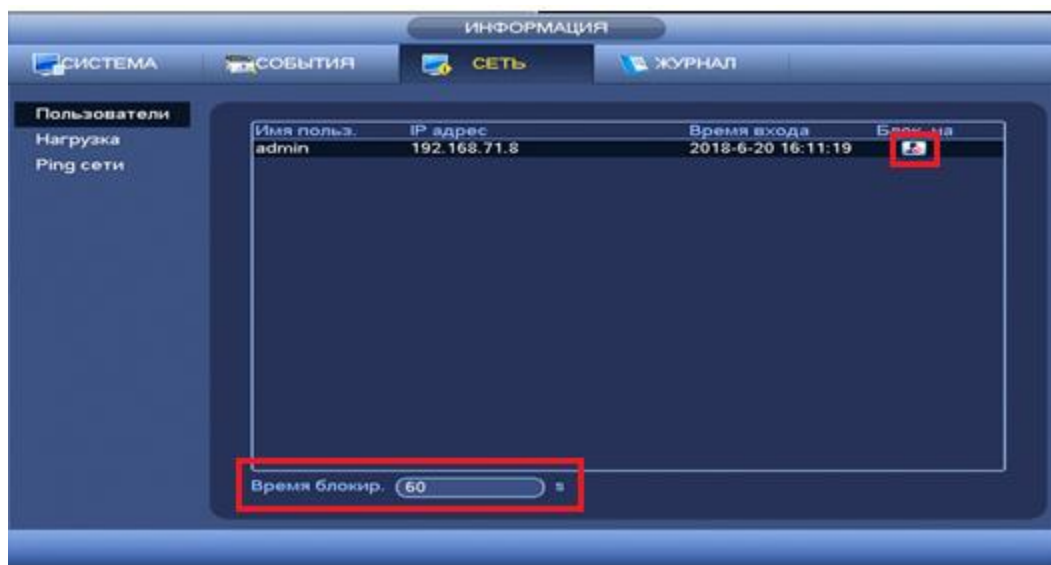 ИНФОРМАЦИЯ
СИСТЕМА СОБЫТИЯ СЕТЬ ЖУРНАЛ
Пользователи
Нагрузка
Ping сети
Имя польз. IP адрес Время входа
admin 192.168.71.8 2018-6-20 16:11:19
Время блокир. 60 s